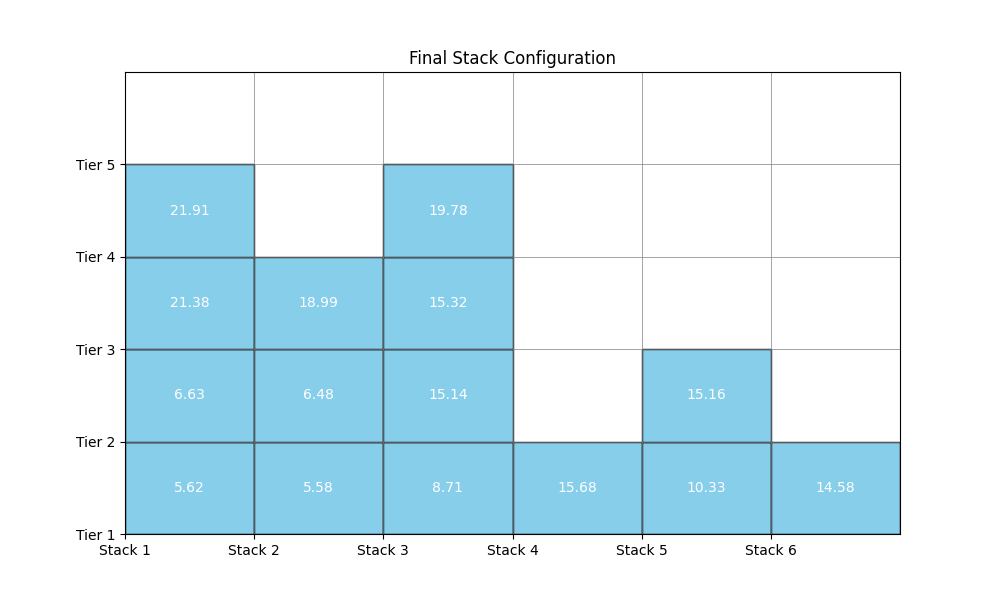 Final Stack Configuration
Tier 5
21.91 19.78
Tier 4
21.38 18.99 15.32
Tier 3
6.63 6.48 15.14 15.16
Tier 2
5.62 5.58 8.71 15.68 10.33 14.58
Tier 1
Stack 1 Stack 2 Stack 3 Stack 4 Stack 5 Stack 6